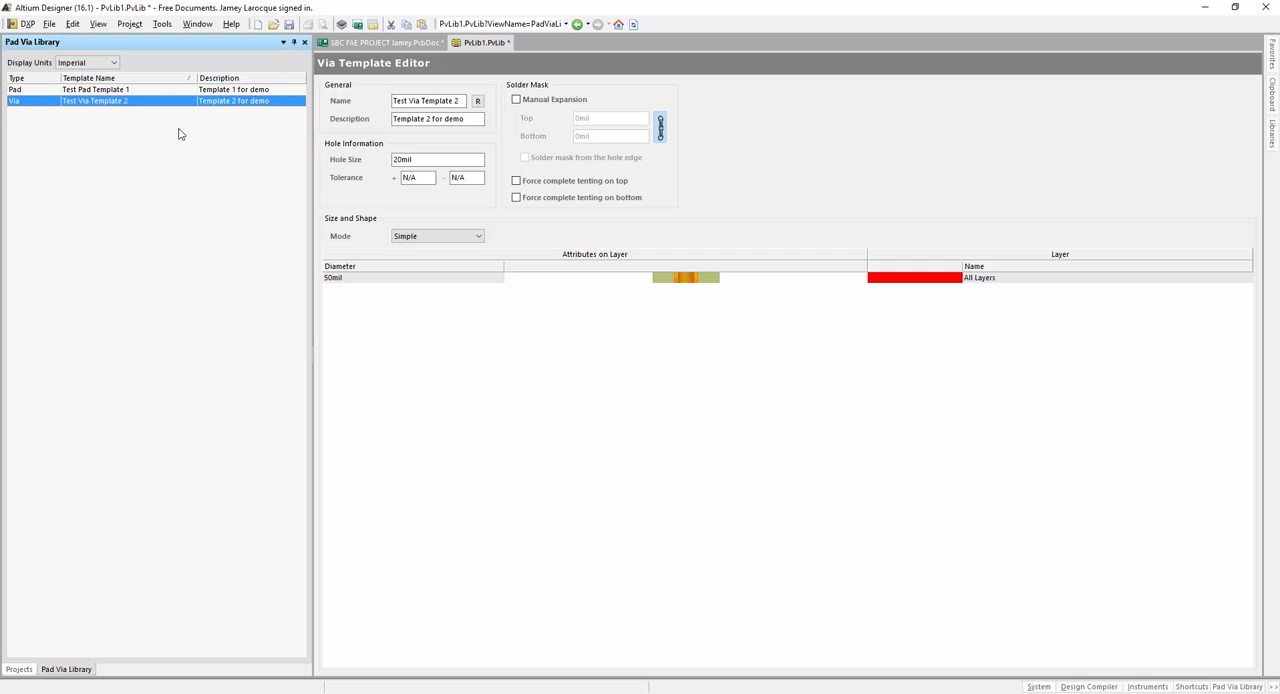 Altium Designer (16.1) - PvLib1.PvLib * - Free Documents. Jamey Larocque signed in.
DXP File Edit View Project Tools Window Help PvLib1.PvLib?ViewName=PadViaLi
Pad Via Library
SBC FAE PROJECT Jamey.PcbDoc * PvLib1.PvLib *
Display Units Imperial
Via Template Editor
Type Template Name / Description
Pad Test Pad Template 1 Template 1 for demo
Via Test Via Template 2 Template 2 for demo
General
Name Test Via Template 2 R
Description Template 2 for demo
Hole Information
Hole Size 20mil
Tolerance + N/A - N/A
Solder Mask
Manual Expansion
Top 0mil
Bottom 0mil
Solder mask from the hole edge
Force complete tenting on top
Force complete tenting on bottom
Size and Shape
Mode Simple
Attributes on Layer Layer
Diameter Name
50mil All Layers
Favorites
Clipboard
Libraries
Projects Pad Via Library
System Design Compiler Instruments Shortcuts Pad Via Library >>